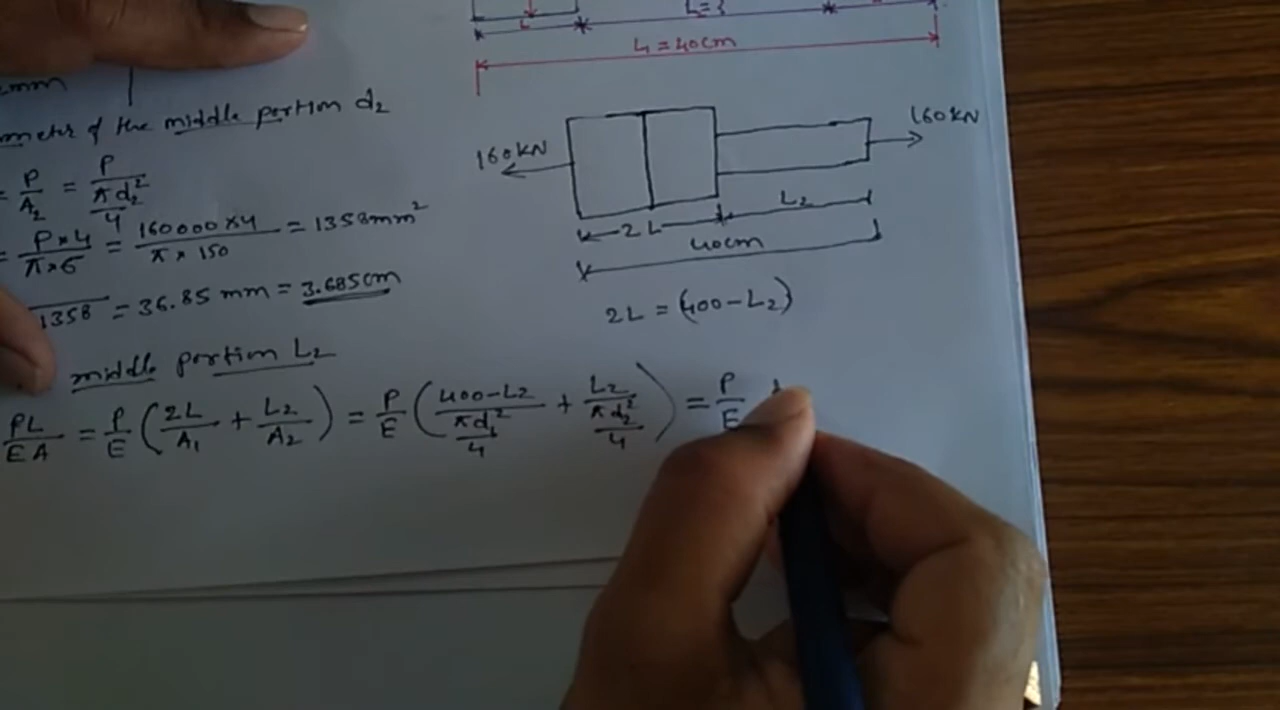 L = 3
L = 40cm
mm
meter of the middle portion d₂
= P/A₂ = P/(πd₂²/4)
= P×4/π×6 = 160000×4/π×150 = 1358mm²
1358 = 36.85 mm = 3.685cm
160KN
160KN
2L
L₂
40cm
2L = (400-L₂)
middle portion L₂
PL/EA = P/E (2L/A₁ + L₂/A₂) = P/E ((400-L₂)/(πd₁²/4) + L₂/(πd₂²/4)) = P/E